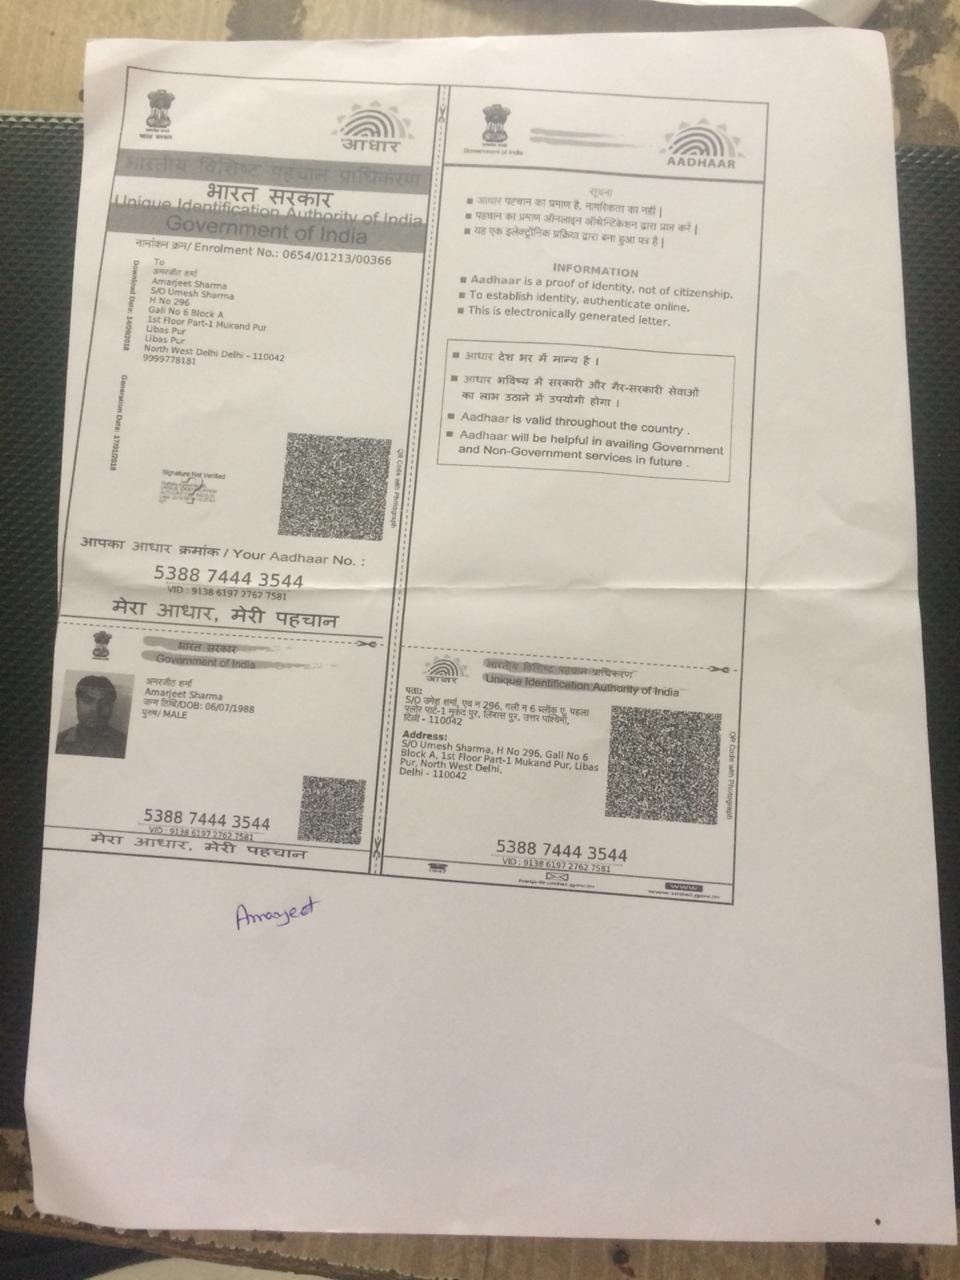 भारत सरकार
आधार
भारतीय विशिष्ट पहचान प्राधिकरण
भारत सरकार
Unique Identification Authority of India
Government of India
नामांकन क्रम/ Enrolment No.: 0654/01213/00366
To
अमरजीत शर्मा
Amarjeet Sharma
S/O Umesh Sharma
H No 296
Gali No 6 Block A
1st Floor Part-1 Mukand Pur
Libas Pur
Libas Pur
North West Delhi Delhi - 110042
9999778181
Download Date: 14/09/2018
Generation Date: 17/01/2018
Signature Not Verified
QR Code with Photograph
आपका आधार क्रमांक / Your Aadhaar No. :
5388 7444 3544
VID : 9138 6197 2762 7581
मेरा आधार, मेरी पहचान
Government of India
AADHAAR
सूचना
■ आधार पहचान का प्रमाण है, नागरिकता का नहीं |
■ पहचान का प्रमाण ऑनलाइन ऑथेन्टिकेशन द्वारा प्राप्त करें |
■ यह एक इलेक्ट्रॉनिक प्रक्रिया द्वारा बना हुआ पत्र है |
INFORMATION
■ Aadhaar is a proof of identity, not of citizenship.
■ To establish identity, authenticate online.
■ This is electronically generated letter.
■ आधार देश भर में मान्य है ।
■ आधार भविष्य में सरकारी और गैर-सरकारी सेवाओं
का लाभ उठाने में उपयोगी होगा ।
■ Aadhaar is valid throughout the country .
■ Aadhaar will be helpful in availing Government
and Non-Government services in future .
भारत सरकार
Government of India
अमरजीत शर्मा
Amarjeet Sharma
जन्म तिथि/DOB: 06/07/1988
पुरुष/ MALE
5388 7444 3544
VID : 9138 6197 2762 7581
मेरा आधार, मेरी पहचान
आधार
भारतीय विशिष्ट पहचान प्राधिकरण
Unique Identification Authority of India
पता:
S/O उमेश शर्मा, एच न 296, गली न 6 ब्लॉक ए, पहला
फ्लोर पार्ट-1 मुकंद पुर, लिबास पुर, उत्तर पश्चिमी,
दिल्ली - 110042
Address:
S/O Umesh Sharma, H No 296, Gali No 6
Block A, 1st Floor Part-1 Mukand Pur, Libas
Pur, North West Delhi,
Delhi - 110042
QR Code with Photograph
5388 7444 3544
VID : 9138 6197 2762 7581
1947
help@uidai.gov.in
www
www.uidai.gov.in
Amarjeet